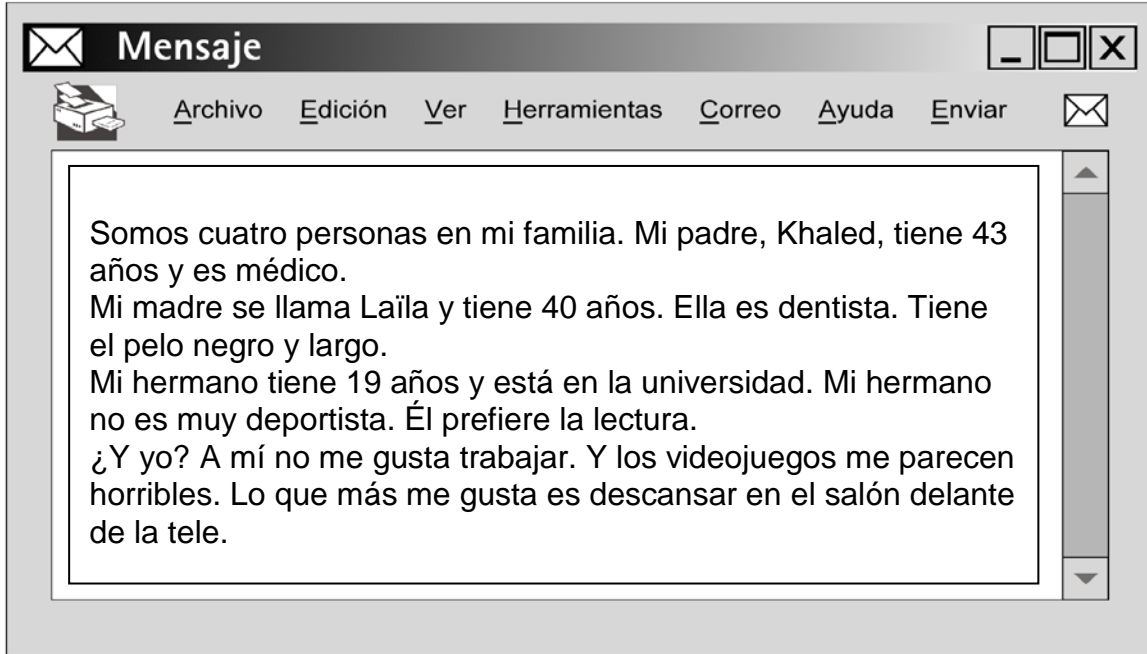 Mensaje
Archivo Edición Ver Herramientas Correo Ayuda Enviar
Somos cuatro personas en mi familia. Mi padre, Khaled, tiene 43
años y es médico.
Mi madre se llama Laïla y tiene 40 años. Ella es dentista. Tiene
el pelo negro y largo.
Mi hermano tiene 19 años y está en la universidad. Mi hermano
no es muy deportista. Él prefiere la lectura.
¿Y yo? A mí no me gusta trabajar. Y los videojuegos me parecen
horribles. Lo que más me gusta es descansar en el salón delante
de la tele.